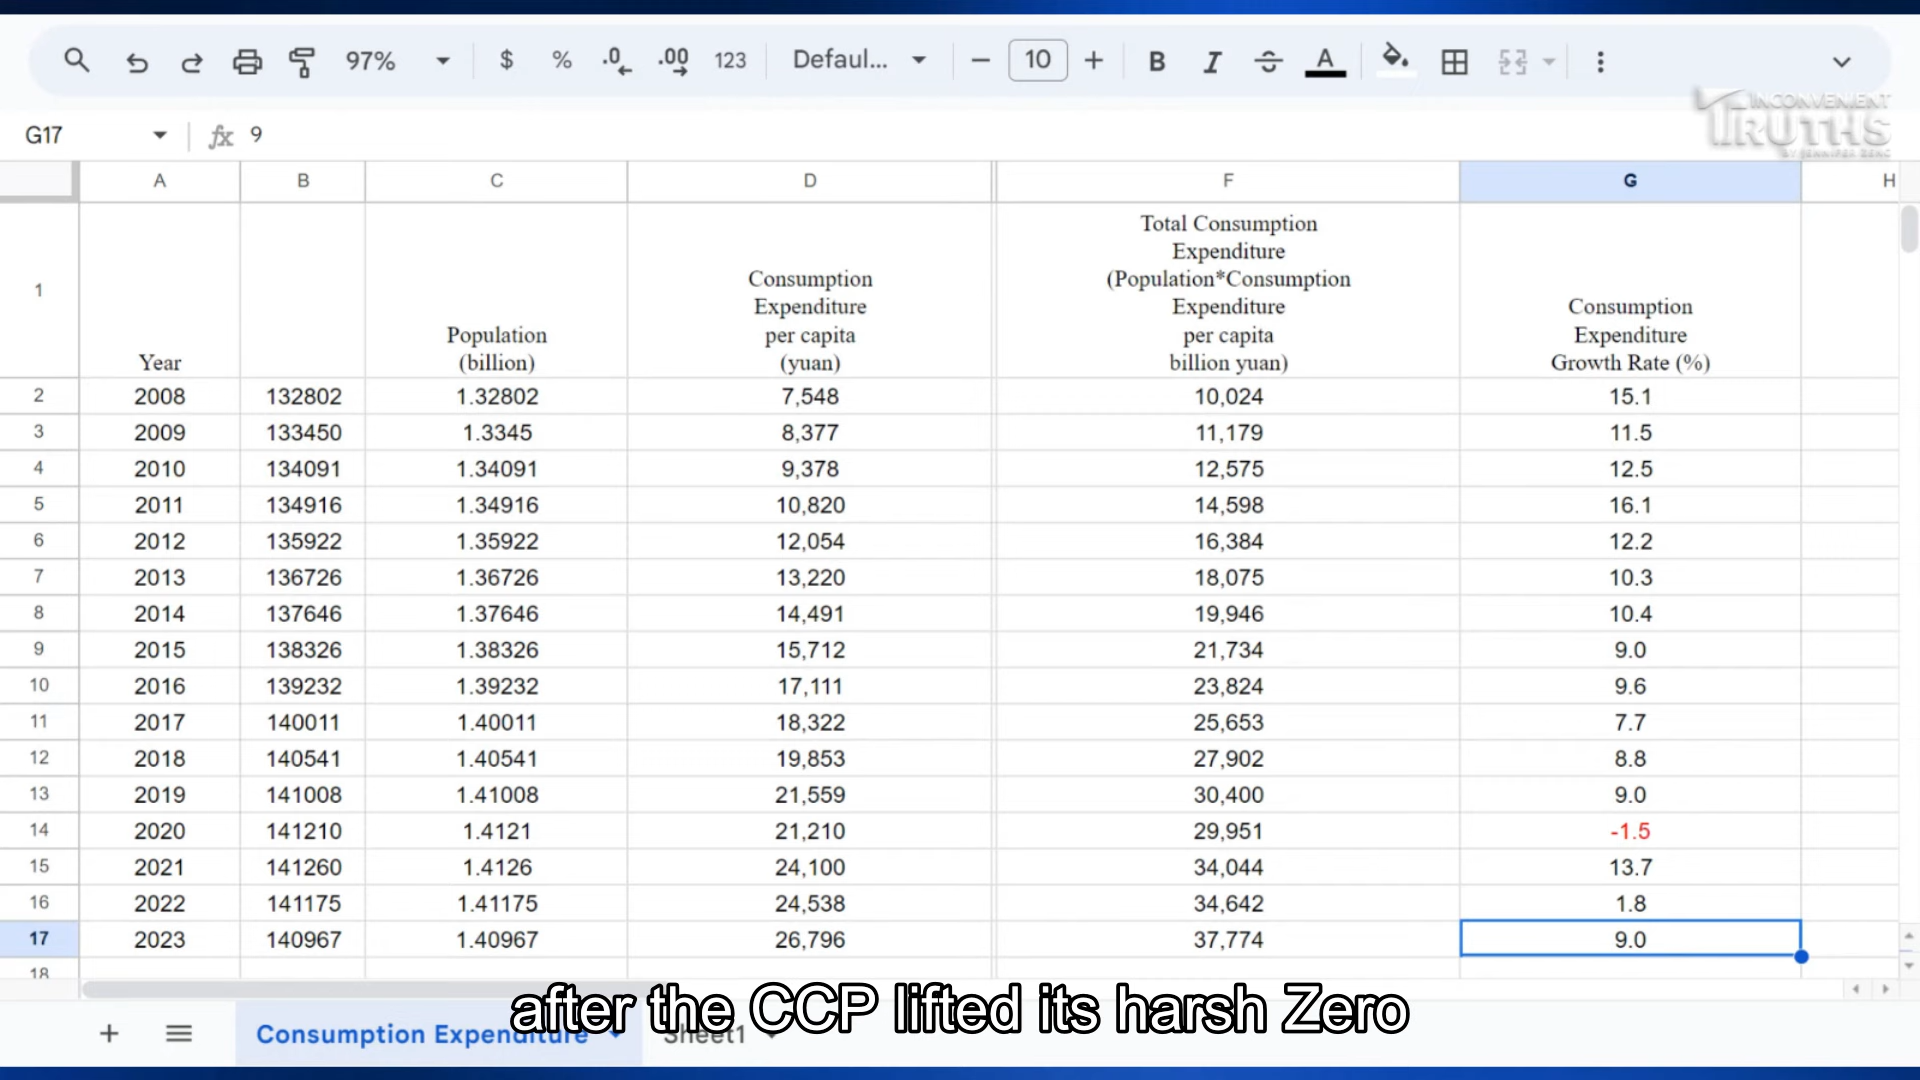 97%
$
%
.0
.00
123
Defaul...
10
B
I
S
A
INCONVENIENT
TRUTHS
BY JENNIFER ZENG
G17
fx
9
A
B
C
D
F
G
H
1
Year
Population
(billion)
Consumption
Expenditure
per capita
(yuan)
Total Consumption
Expenditure
(Population*Consumption
Expenditure
per capita
billion yuan)
Consumption
Expenditure
Growth Rate (%)
2 2008 132802 1.32802 7,548 10,024 15.1
3 2009 133450 1.3345 8,377 11,179 11.5
4 2010 134091 1.34091 9,378 12,575 12.5
5 2011 134916 1.34916 10,820 14,598 16.1
6 2012 135922 1.35922 12,054 16,384 12.2
7 2013 136726 1.36726 13,220 18,075 10.3
8 2014 137646 1.37646 14,491 19,946 10.4
9 2015 138326 1.38326 15,712 21,734 9.0
10 2016 139232 1.39232 17,111 23,824 9.6
11 2017 140011 1.40011 18,322 25,653 7.7
12 2018 140541 1.40541 19,853 27,902 8.8
13 2019 141008 1.41008 21,559 30,400 9.0
14 2020 141210 1.4121 21,210 29,951 -1.5
15 2021 141260 1.4126 24,100 34,044 13.7
16 2022 141175 1.41175 24,538 34,642 1.8
17 2023 140967 1.40967 26,796 37,774 9.0
18
after the CCP lifted its harsh Zero
Consumption Expenditure
Sheet1